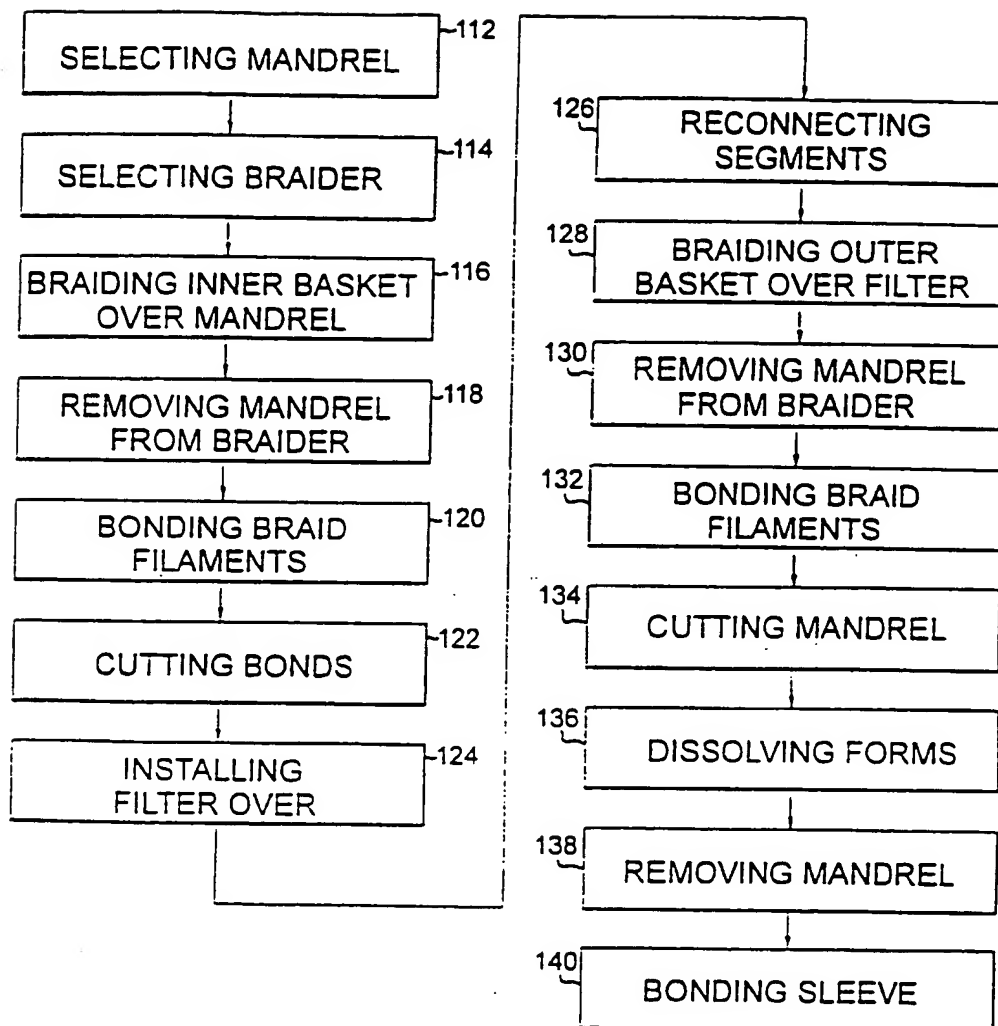 SELECTING MANDREL
112
SELECTING BRAIDER
114
BRAIDING INNER BASKET
OVER MANDREL
116
REMOVING MANDREL
FROM BRAIDER
118
BONDING BRAID
FILAMENTS
120
CUTTING BONDS
122
INSTALLING
FILTER OVER
124
126
RECONNECTING
SEGMENTS
128
BRAIDING OUTER
BASKET OVER FILTER
130
REMOVING MANDREL
FROM BRAIDER
132
BONDING BRAID
FILAMENTS
134
CUTTING MANDREL
136
DISSOLVING FORMS
138
REMOVING MANDREL
140
BONDING SLEEVE